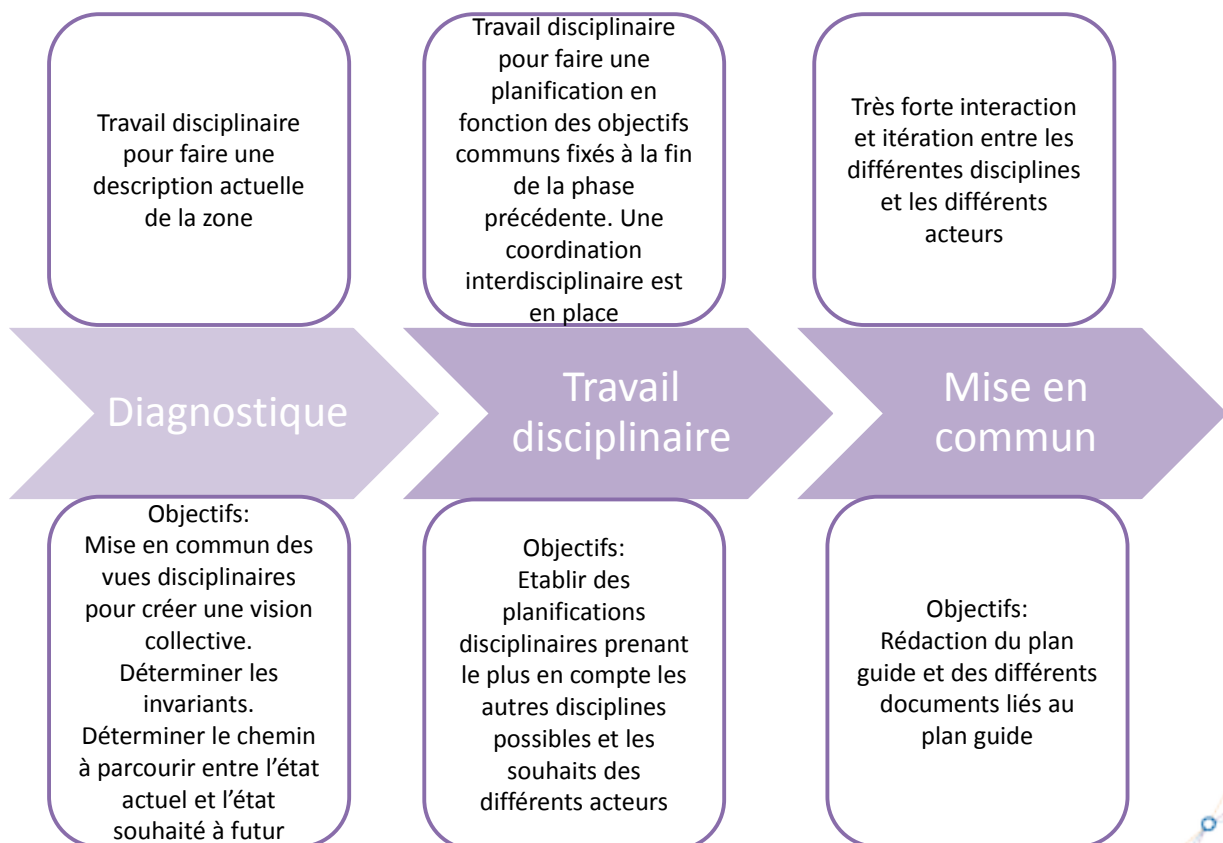 Travail disciplinaire
pour faire une
description actuelle
de la zone
Travail disciplinaire
pour faire une
planification en
fonction des objectifs
communs fixés à la fin
de la phase
précédente. Une
coordination
interdisciplinaire est
en place
Très forte interaction
et itération entre les
différentes disciplines
et les différents
acteurs
Diagnostique
Travail
disciplinaire
Mise en
commun
Objectifs:
Mise en commun des
vues disciplinaires
pour créer une vision
collective.
Déterminer les
invariants.
Déterminer le chemin
à parcourir entre l’état
actuel et l’état
souhaité à futur
Objectifs:
Etablir des
planifications
disciplinaires prenant
le plus en compte les
autres disciplines
possibles et les
souhaits des
différents acteurs
Objectifs:
Rédaction du plan
guide et des différents
documents liés au
plan guide